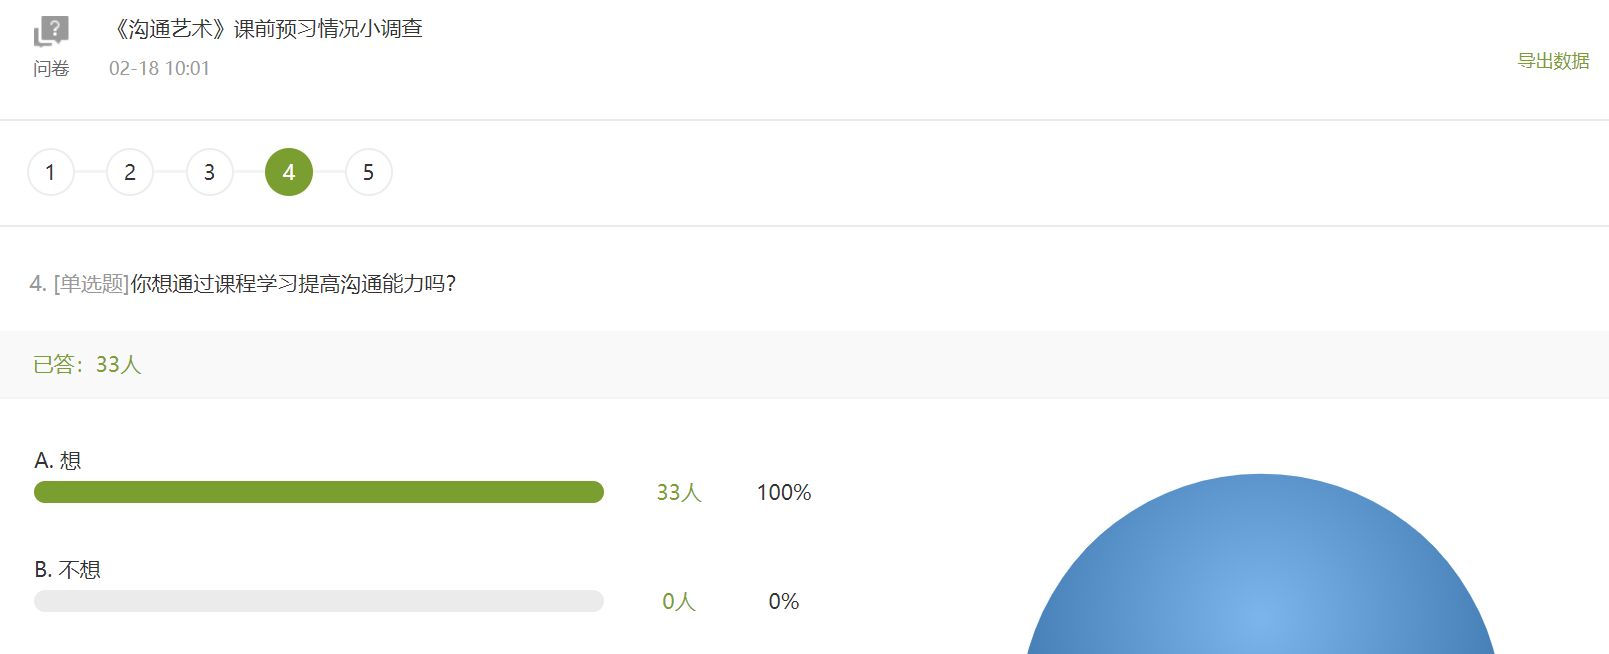 《沟通艺术》课前预习情况小调查
问卷
02-18 10:01
导出数据
1 2 3 4 5
4. [单选题]你想通过课程学习提高沟通能力吗?
已答：33人
A. 想
33人 100%
B. 不想
0人 0%